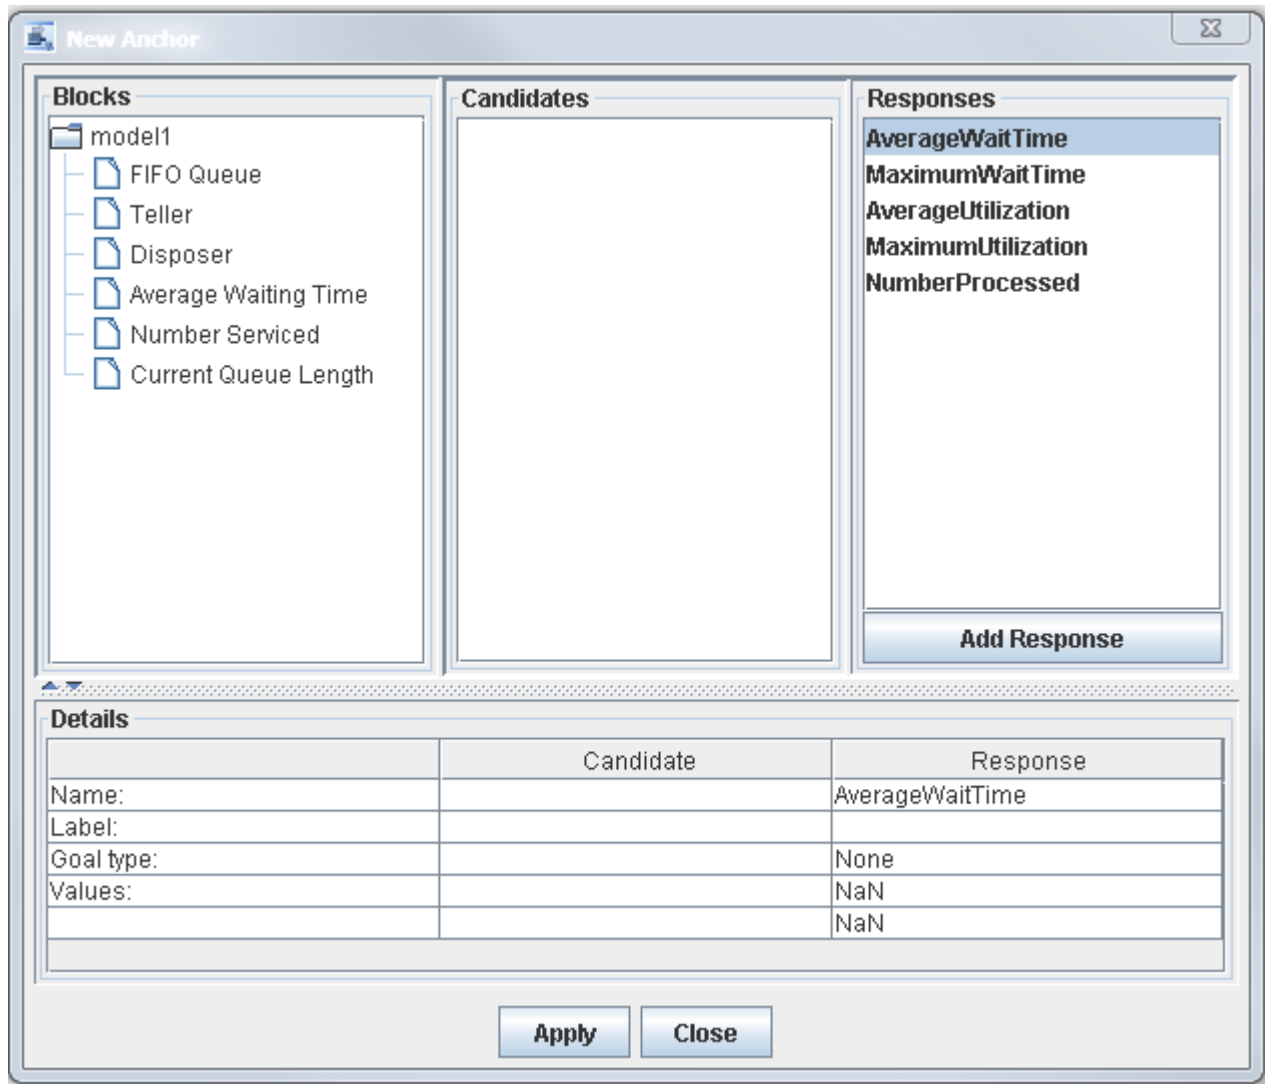 New Anchor
Blocks
model1
FIFO Queue
Teller
Disposer
Average Waiting Time
Number Serviced
Current Queue Length
Candidates
Responses
AverageWaitTime
MaximumWaitTime
AverageUtilization
MaximumUtilization
NumberProcessed
Add Response
Details
Candidate Response
Name: AverageWaitTime
Label:
Goal type: None
Values: NaN
NaN
Apply Close